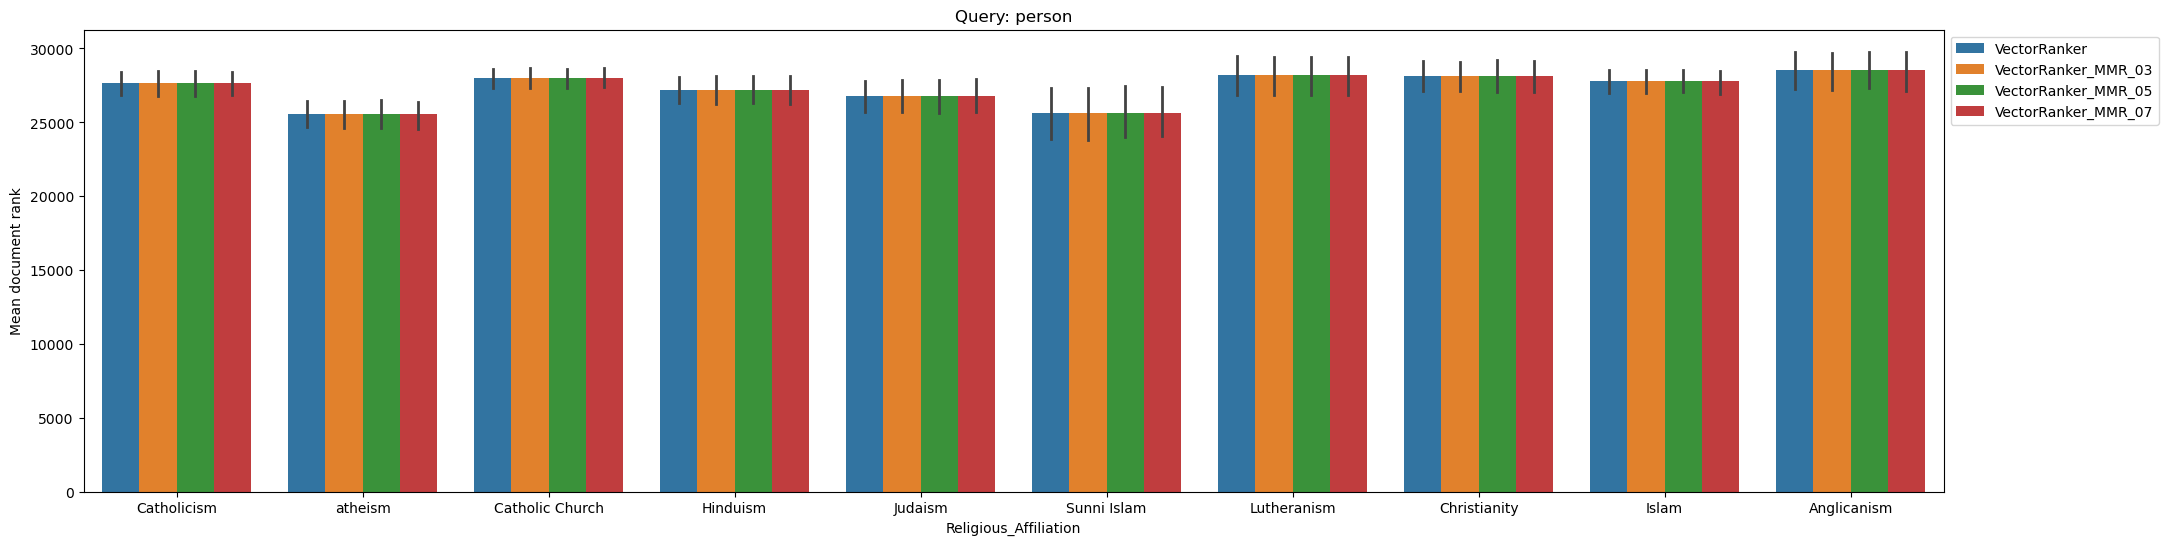 Query: person
30000
25000
20000
15000
10000
5000
0
Mean document rank
Catholicism atheism Catholic Church Hinduism Judaism Sunni Islam Lutheranism Christianity Islam Anglicanism
Religious_Affiliation
VectorRanker
VectorRanker_MMR_03
VectorRanker_MMR_05
VectorRanker_MMR_07